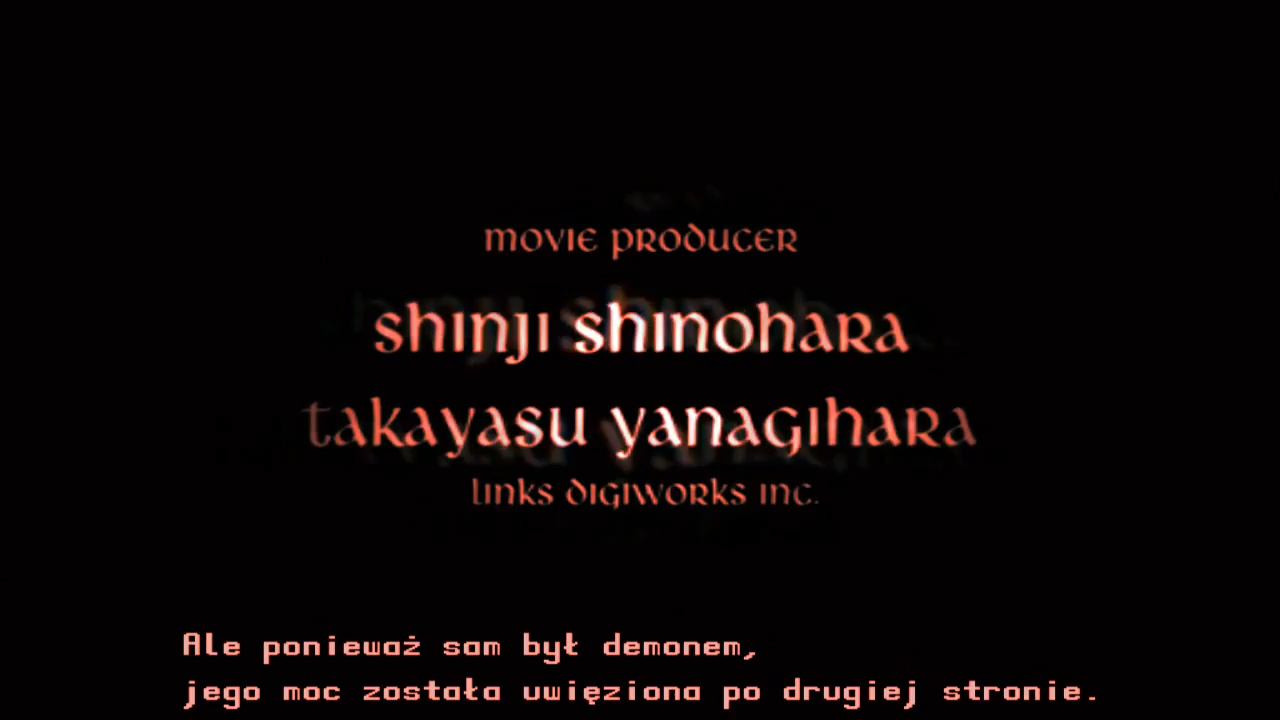 movie producer
shinji shinohara
takayasu yanagihara
links digiworks inc.
Ale ponieważ sam był demonem,
jego moc została uwięziona po drugiej stronie.